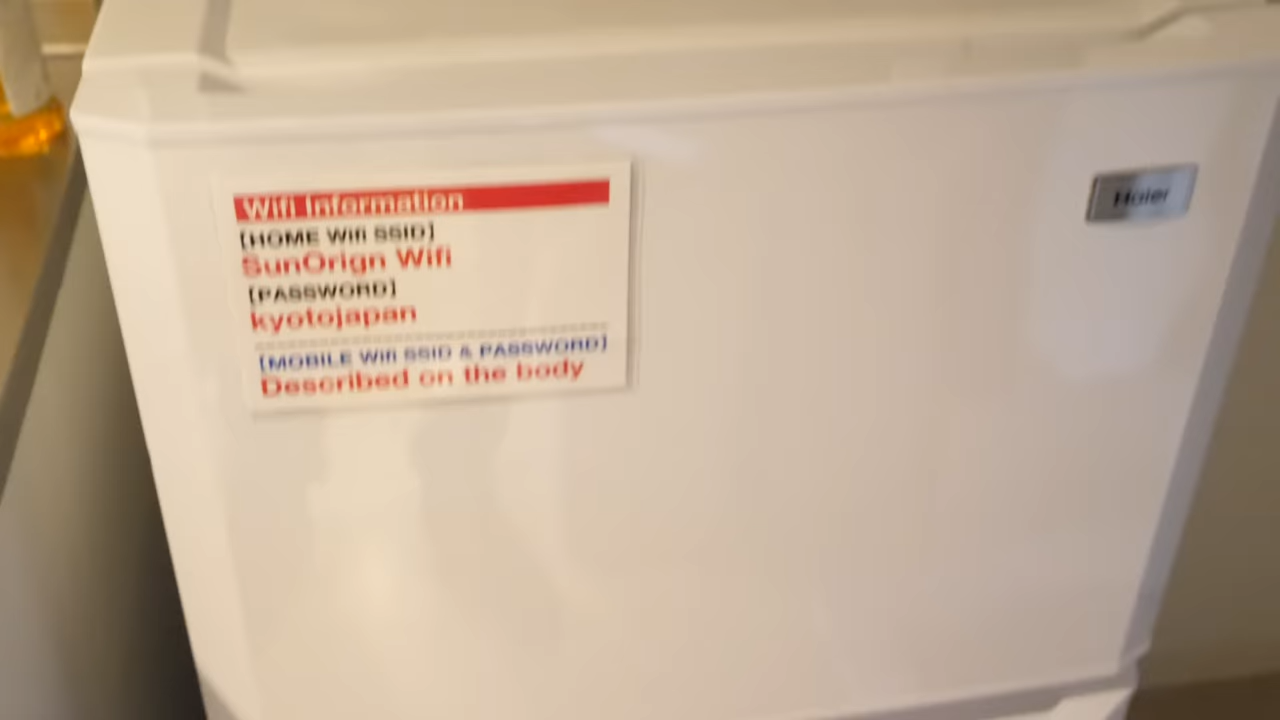 Wifi Information
[HOME Wifi SSID]
SunOrign Wifi
[PASSWORD]
kyotojapan
[MOBILE Wifi SSID & PASSWORD]
Described on the body
Haier